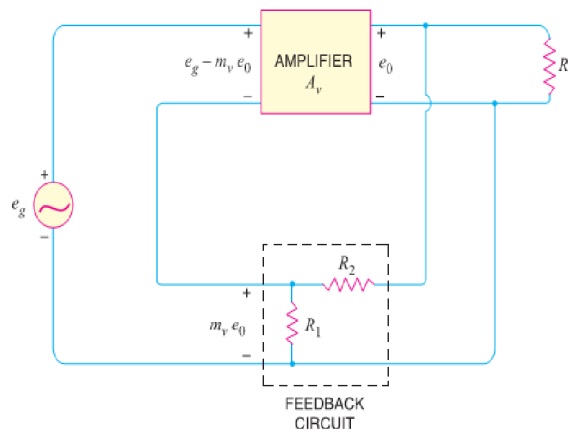 +
+
e_g – m_v e_0
AMPLIFIER
A_v
e_0
R
–
–
+
e_g
–
R_2
+
m_v e_0
R_1
–
FEEDBACK
CIRCUIT